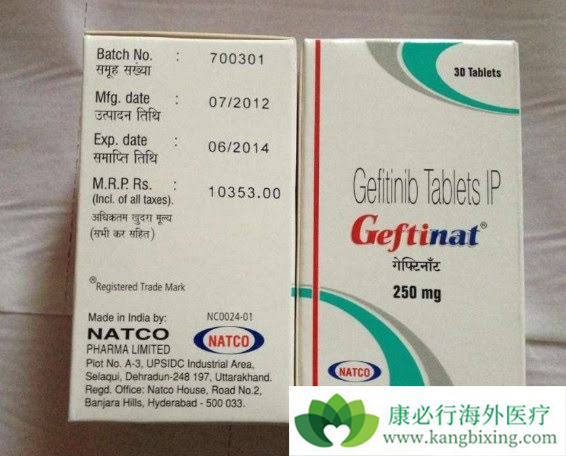 Batch No. : 700301
समूह संख्या
Mfg. date : 07/2012
उत्पादन तिथि
Exp. date : 06/2014
समाप्ति तिथि
M.R.P. Rs. : 10353.00
(Incl. of all taxes).
अधिकतम खुदरा मूल्य
(सभी कर सहित)
®Registered Trade Mark
Made in India by: NC0024-01
NATCO NATCO
PHARMA LIMITED
Plot No. A-3, UPSIDC Industrial Area,
Selaqui, Dehradun-248 197, Uttarakhand.
Regd. Office: Natco House, Road No.2,
Banjara Hills, Hyderabad - 500 033.
30 Tablets
Gefitinib Tablets IP
Geftinat®
गेफ्टिनॉट
250 mg
NATCO
康必行海外医疗
www.kangbixing.com